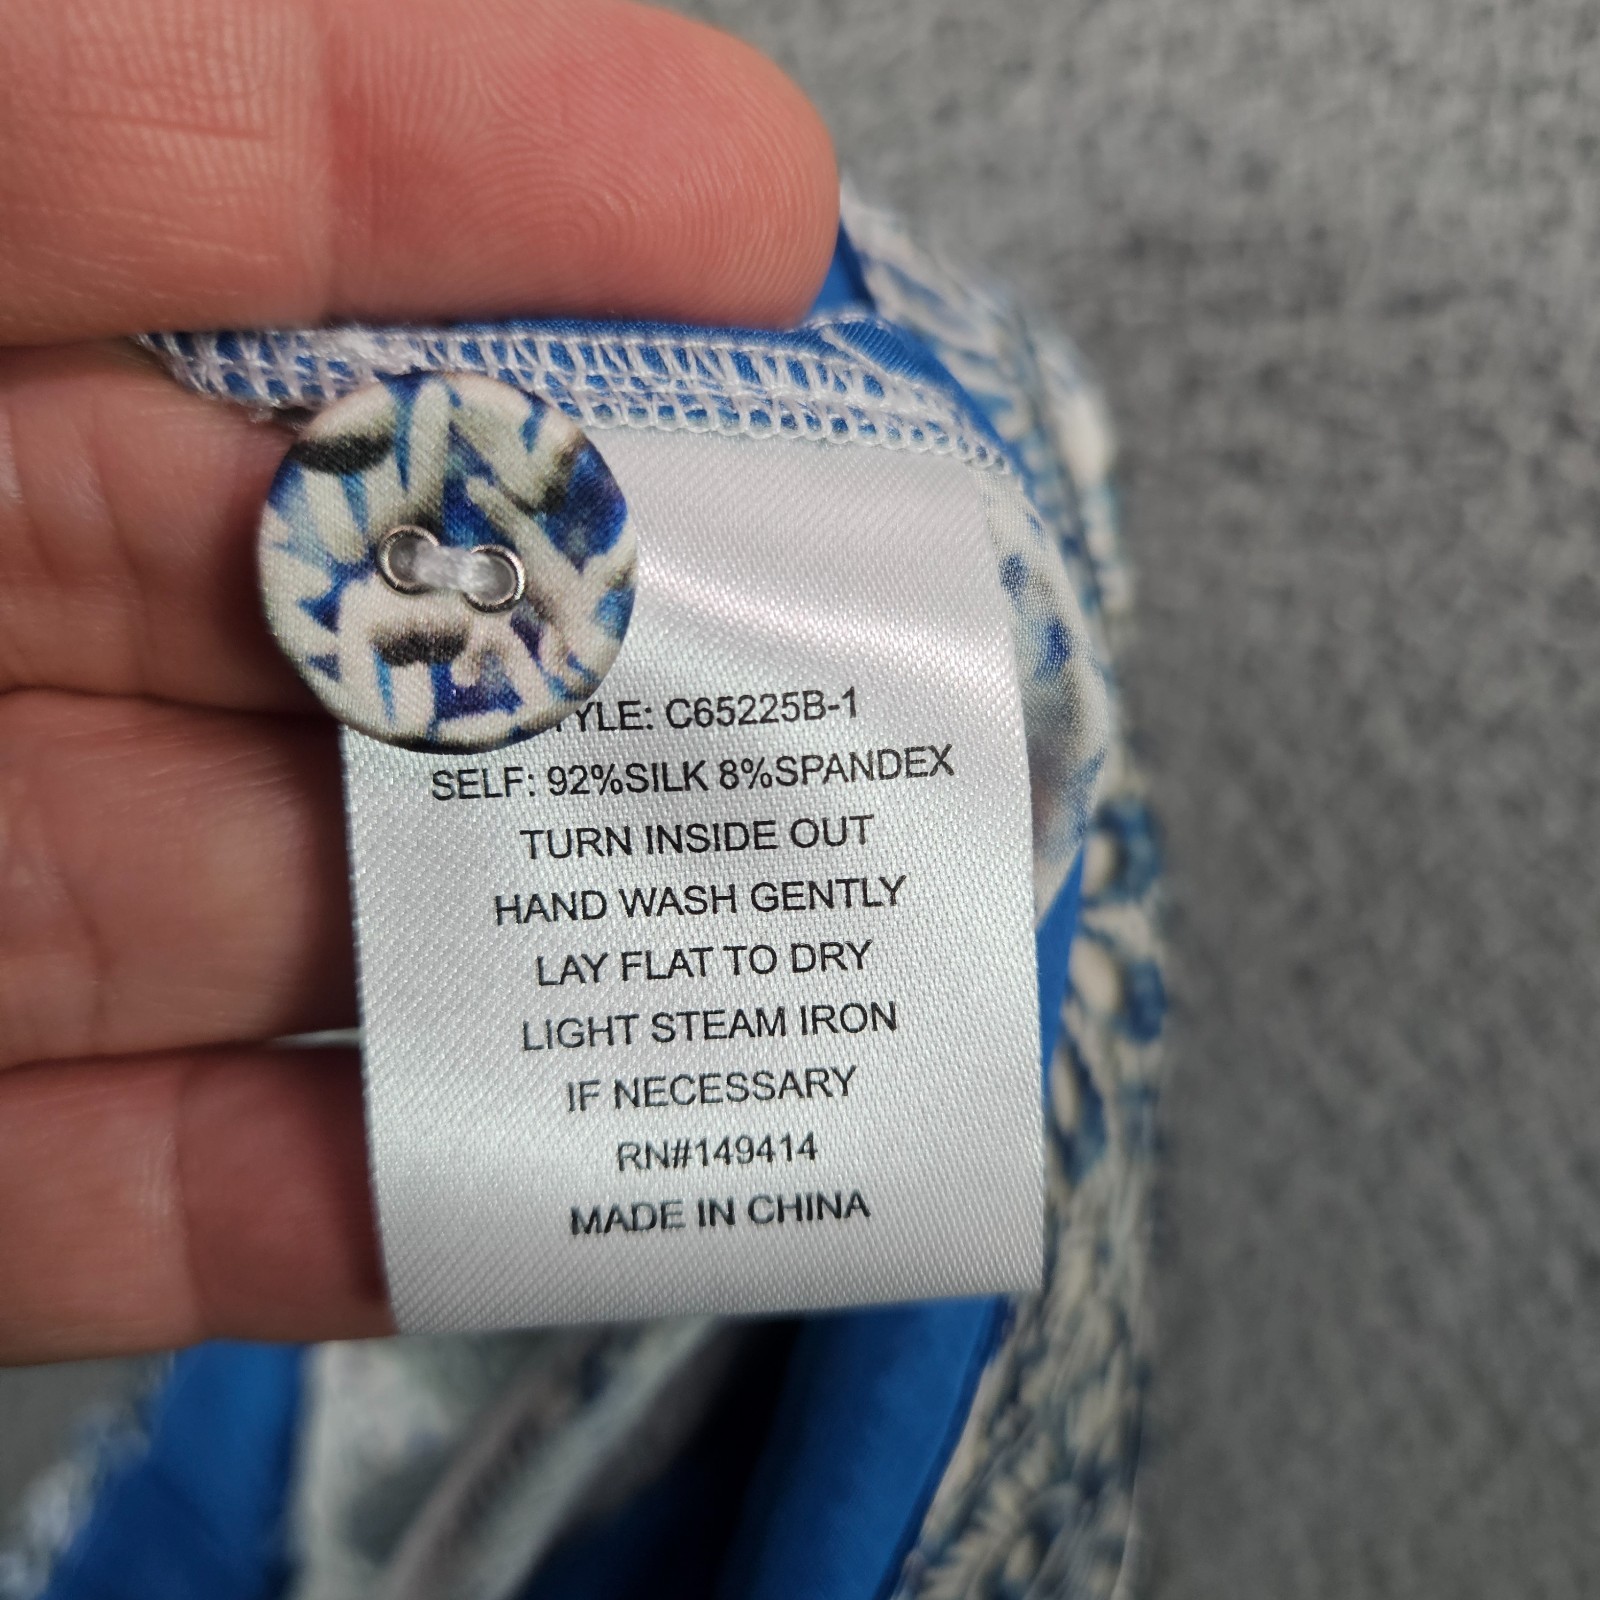 YLE: C65225B-1
SELF: 92%SILK 8%SPANDEX
TURN INSIDE OUT
HAND WASH GENTLY
LAY FLAT TO DRY
LIGHT STEAM IRON
IF NECESSARY
RN#149414
MADE IN CHINA